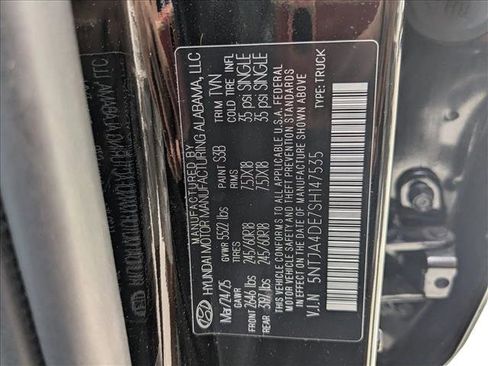 MANUFACTURED BY
HYUNDAI MOTOR MANUFACTURING ALABAMA, LLC
Mar/24/25 GVWR 5522 lbs PAINT S3B TRIM TVN
GAWR TIRES RIMS COLD TIRE INFL
FRONT 2646 lbs 245/60R18 7.5JX18 35 psi SINGLE
REAR lbs 245/60R18 7.5JX18 35 psi SINGLE
THIS VEHICLE CONFORMS TO ALL APPLICABLE U.S.A. FEDERAL
MOTOR VEHICLE SAFETY AND THEFT PREVENTION STANDARDS
IN EFFECT ON THE DATE OF MANUFACTURE SHOWN ABOVE
V.I.N 5NTJA4DE7SH147535 TYPE: TRUCK